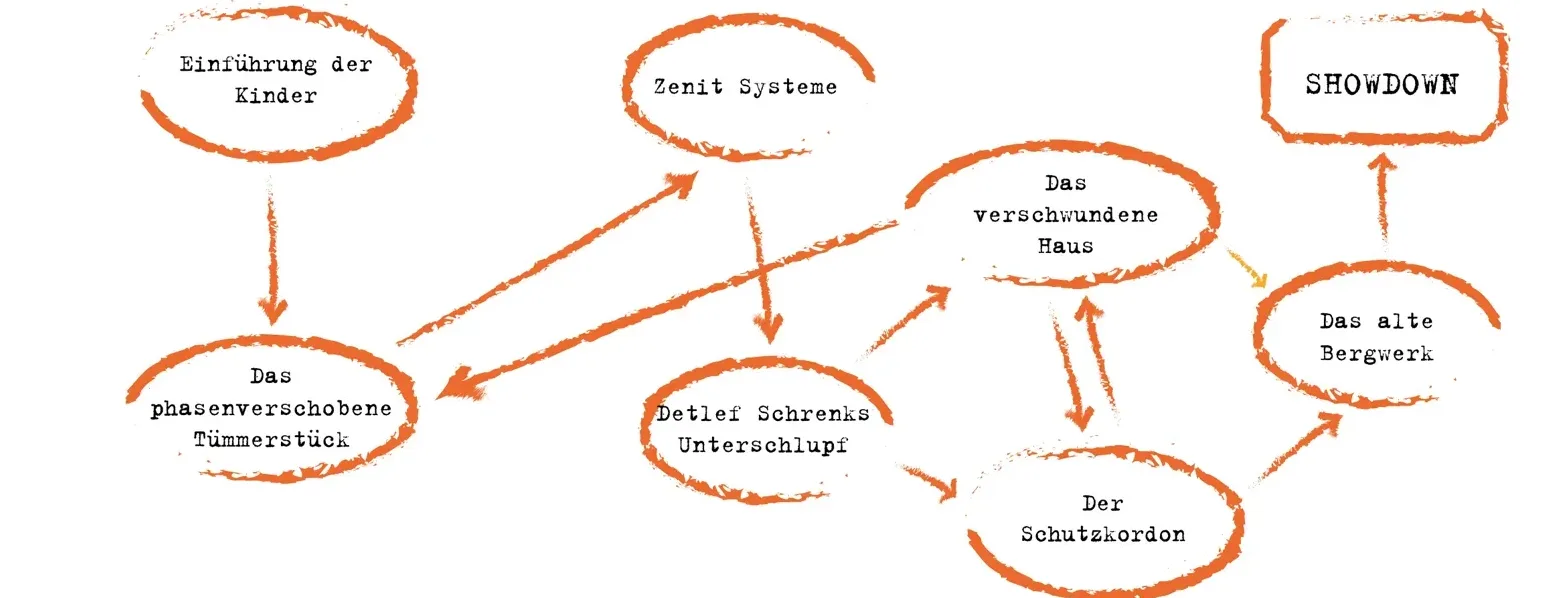 Einführung der
Kinder
Zenit Systeme
SHOWDOWN
Das
verschwundene
Haus
Das alte
Bergwerk
Das
phasenverschobene
Tümmerstück
Detlef Schrenks
Unterschlupf
Der
Schutzkordon